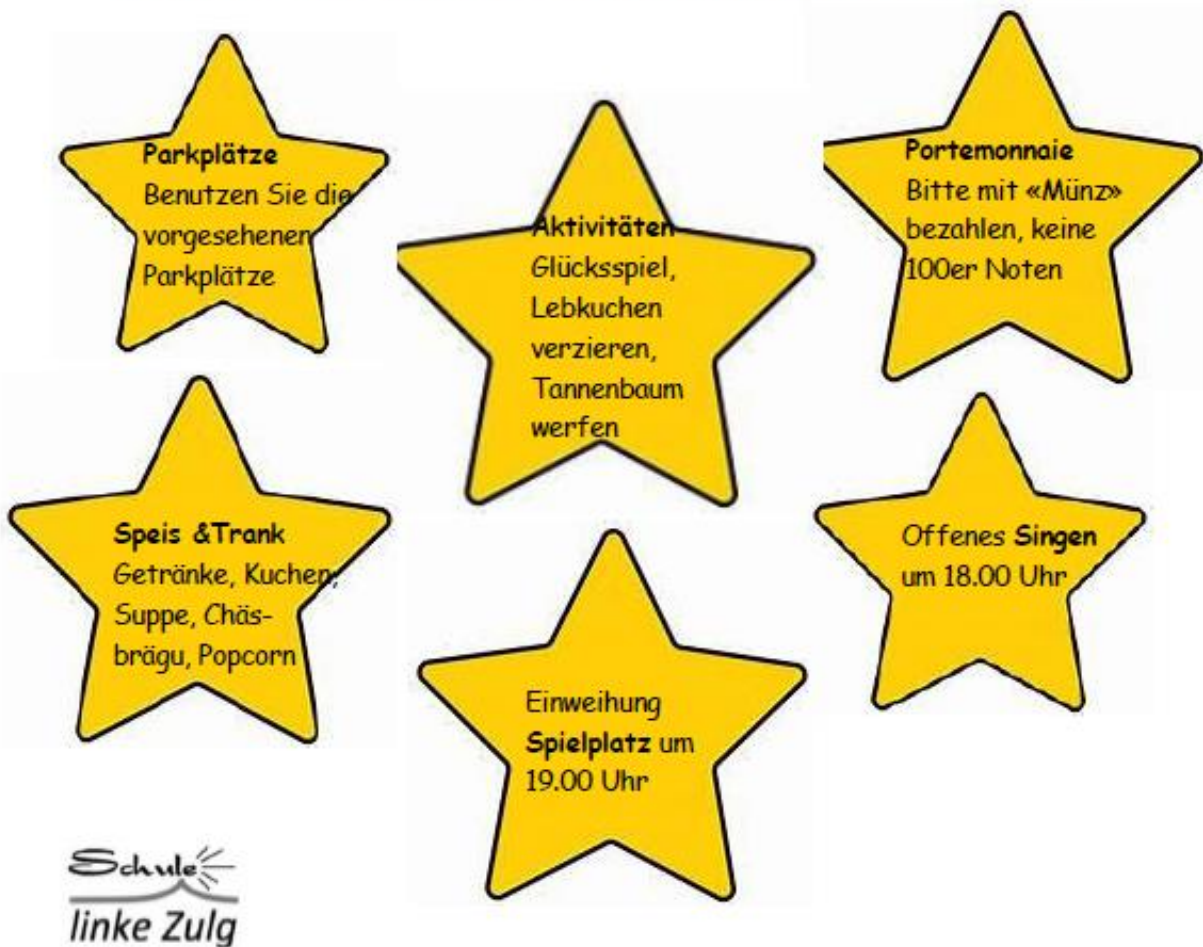 Parkplätze
Benutzen Sie die
vorgesehenen
Parkplätze
Aktivitäten
Glücksspiel,
Lebkuchen
verzieren,
Tannenbaum
werfen
Portemonnaie
Bitte mit «Münz»
bezahlen, keine
100er Noten
Speis &Trank
Getränke, Kuchen,
Suppe, Chäs-
brägu, Popcorn
Einweihung
Spielplatz um
19.00 Uhr
Offenes Singen
um 18.00 Uhr
Schule
linke Zulg